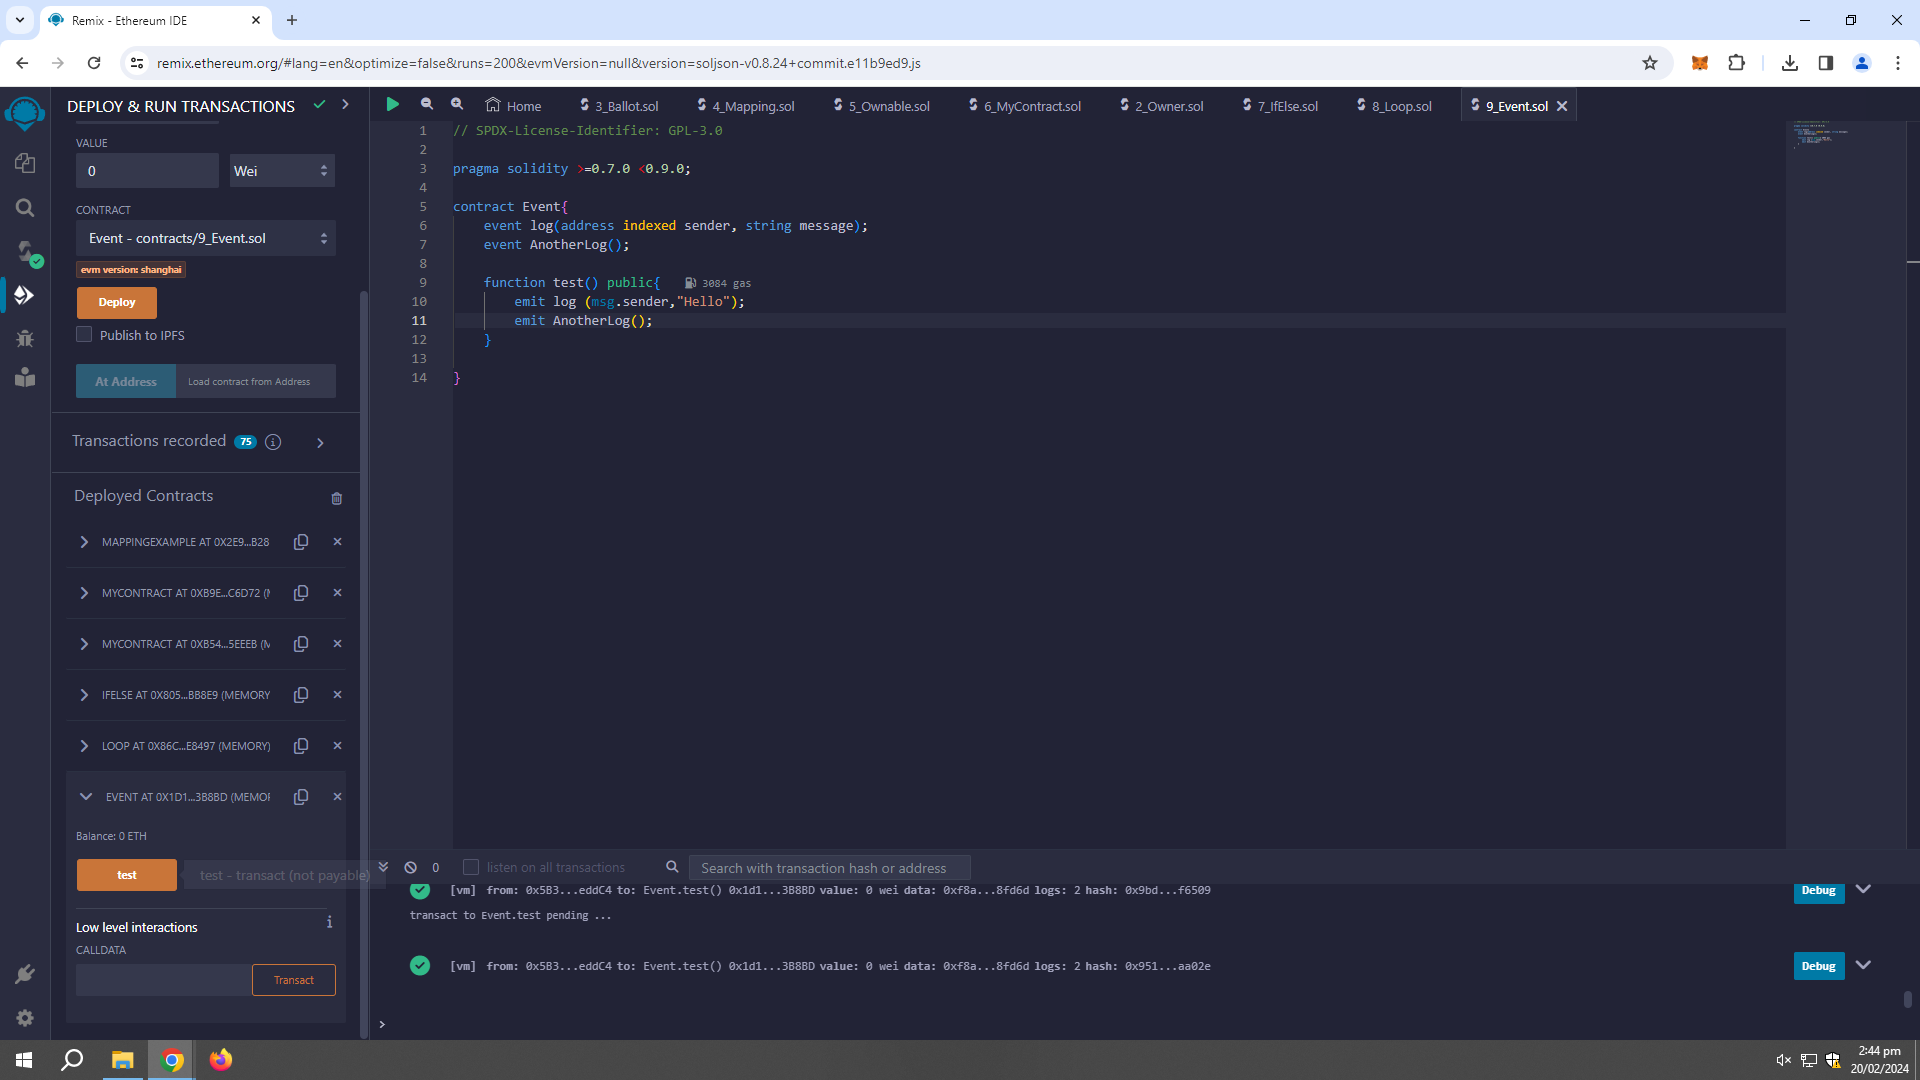 Remix - Ethereum IDE
remix.ethereum.org/#lang=en&optimize=false&runs=200&evmVersion=null&version=soljson-v0.8.24+commit.e11b9ed9.js
DEPLOY & RUN TRANSACTIONS
VALUE
0
Wei
CONTRACT
Event - contracts/9_Event.sol
evm version: shanghai
Deploy
Publish to IPFS
At Address
Load contract from Address
Transactions recorded 75
Deployed Contracts
MAPPINGEXAMPLE AT 0X2E9...B28
MYCONTRACT AT 0XB9E...C6D72 (M
MYCONTRACT AT 0XB54...5EEEB (M
IFELSE AT 0X805...BB8E9 (MEMORY
LOOP AT 0X86C...E8497 (MEMORY)
EVENT AT 0X1D1...3B8BD (MEMOR
Balance: 0 ETH
test
test - transact (not payable)
Low level interactions
CALLDATA
Transact
Home
3_Ballot.sol
4_Mapping.sol
5_Ownable.sol
6_MyContract.sol
2_Owner.sol
7_IfElse.sol
8_Loop.sol
9_Event.sol
1 // SPDX-License-Identifier: GPL-3.0
2
3 pragma solidity >=0.7.0 <0.9.0;
4
5 contract Event{
6 event log(address indexed sender, string message);
7 event AnotherLog();
8
9 function test() public{ 3084 gas
10 emit log (msg.sender,"Hello");
11 emit AnotherLog();
12 }
13
14 }
0
listen on all transactions
Search with transaction hash or address
[vm] from: 0x5B3...eddC4 to: Event.test() 0x1d1...3B8BD value: 0 wei data: 0xf8a...8fd6d logs: 2 hash: 0x9bd...f6509
Debug
transact to Event.test pending ...
[vm] from: 0x5B3...eddC4 to: Event.test() 0x1d1...3B8BD value: 0 wei data: 0xf8a...8fd6d logs: 2 hash: 0x951...aa02e
Debug
>
2:44 pm
20/02/2024